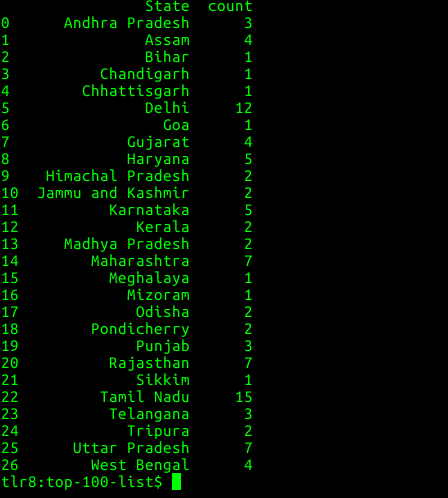 State count
0 Andhra Pradesh 3
1 Assam 4
2 Bihar 1
3 Chandigarh 1
4 Chhattisgarh 1
5 Delhi 12
6 Goa 1
7 Gujarat 4
8 Haryana 5
9 Himachal Pradesh 2
10 Jammu and Kashmir 2
11 Karnataka 5
12 Kerala 2
13 Madhya Pradesh 2
14 Maharashtra 7
15 Meghalaya 1
16 Mizoram 1
17 Odisha 2
18 Pondicherry 2
19 Punjab 3
20 Rajasthan 7
21 Sikkim 1
22 Tamil Nadu 15
23 Telangana 3
24 Tripura 2
25 Uttar Pradesh 7
26 West Bengal 4
tlr8:top-100-list$